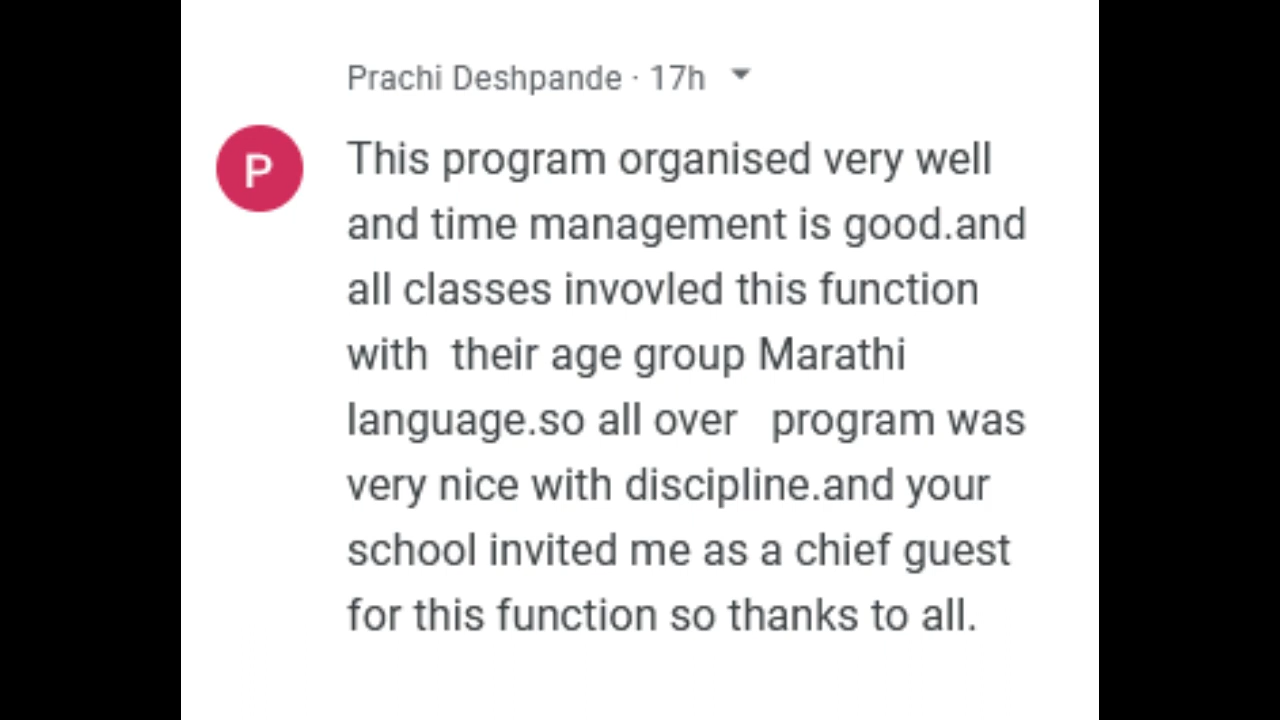 Prachi Deshpande · 17h
P
This program organised very well
and time management is good.and
all classes invovled this function
with  their age group Marathi
language.so all over   program was
very nice with discipline.and your
school invited me as a chief guest
for this function so thanks to all.